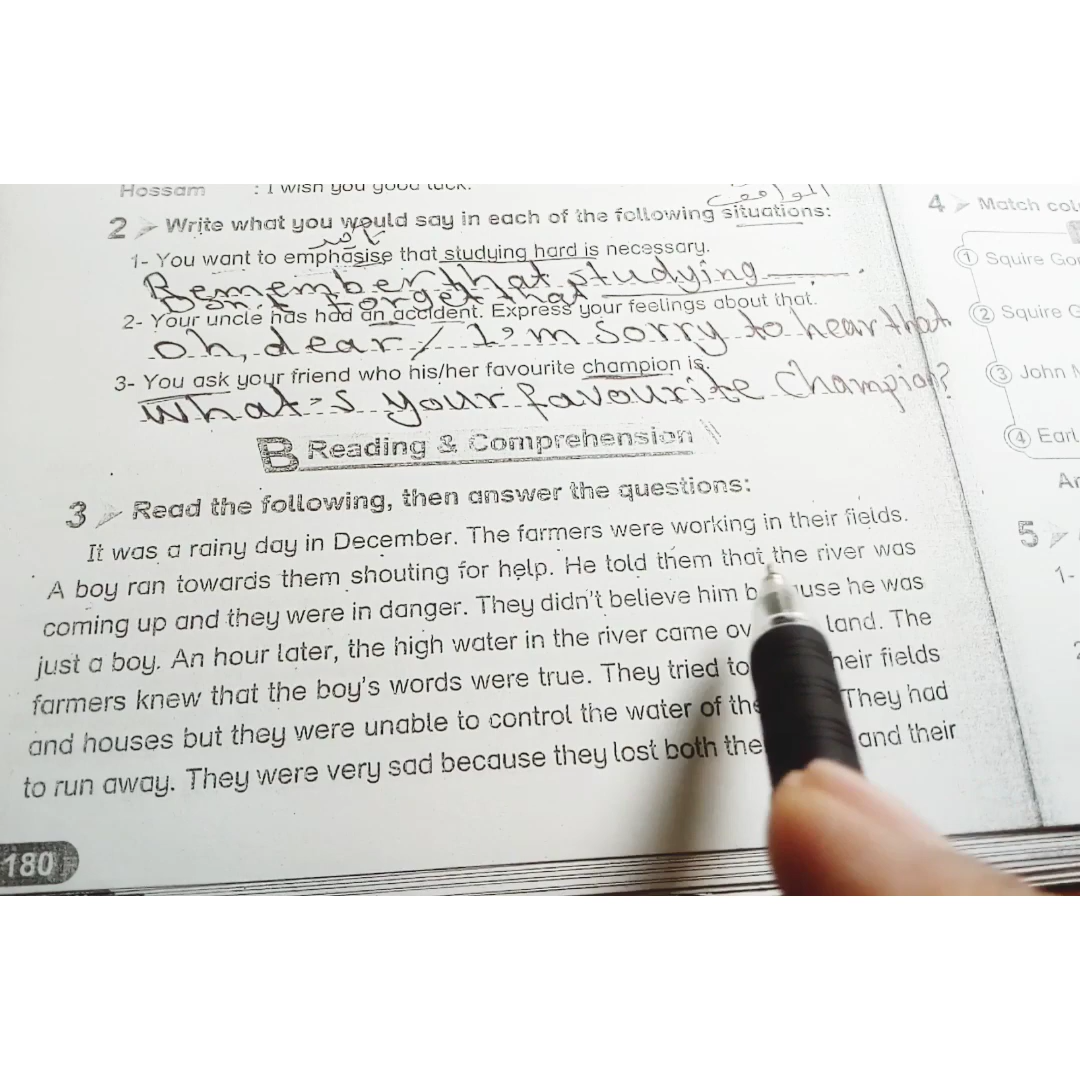 Hossam : I wish you good luck.
الواقف
2 Write what you would say in each of the following situations:
1- You want to emphasise that studying hard is necessary.
Remember that studying
Don't forget that
2- Your uncle has had an accident. Express your feelings about that.
Oh, dear / I'm sorry to hear that
3- You ask your friend who his/her favourite champion is.
What's your favourite Champion?
B Reading & Comprehension
3 Read the following, then answer the questions:
It was a rainy day in December. The farmers were working in their fields.
A boy ran towards them shouting for help. He told them that the river was
coming up and they were in danger. They didn't believe him he was
just a boy. An hour later, the high water in the river came land. The
farmers knew that the boy's words were true. They tried to fields
and houses but they were unable to control the water of They had
to run away. They were very sad because they lost both and their
180
4 Match
1 Squire
2 Squire
3 John
4 Earl
5
1-